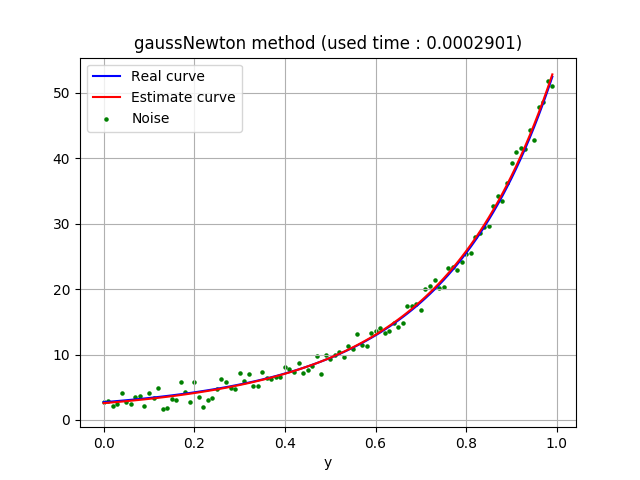 gaussNewton method (used time : 0.0002901)
Real curve
Estimate curve
Noise
50
40
30
20
10
0
0.0 0.2 0.4 0.6 0.8 1.0
y